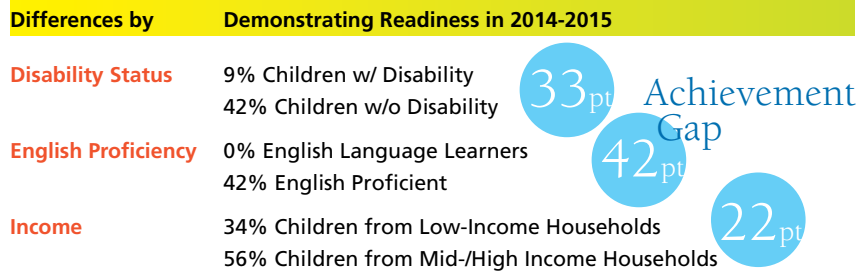 Differences by Demonstrating Readiness in 2014-2015
Disability Status 9% Children w/ Disability
42% Children w/o Disability
33pt
Achievement
Gap
English Proficiency 0% English Language Learners
42% English Proficient
42pt
Income 34% Children from Low-Income Households
56% Children from Mid-/High Income Households
22pt